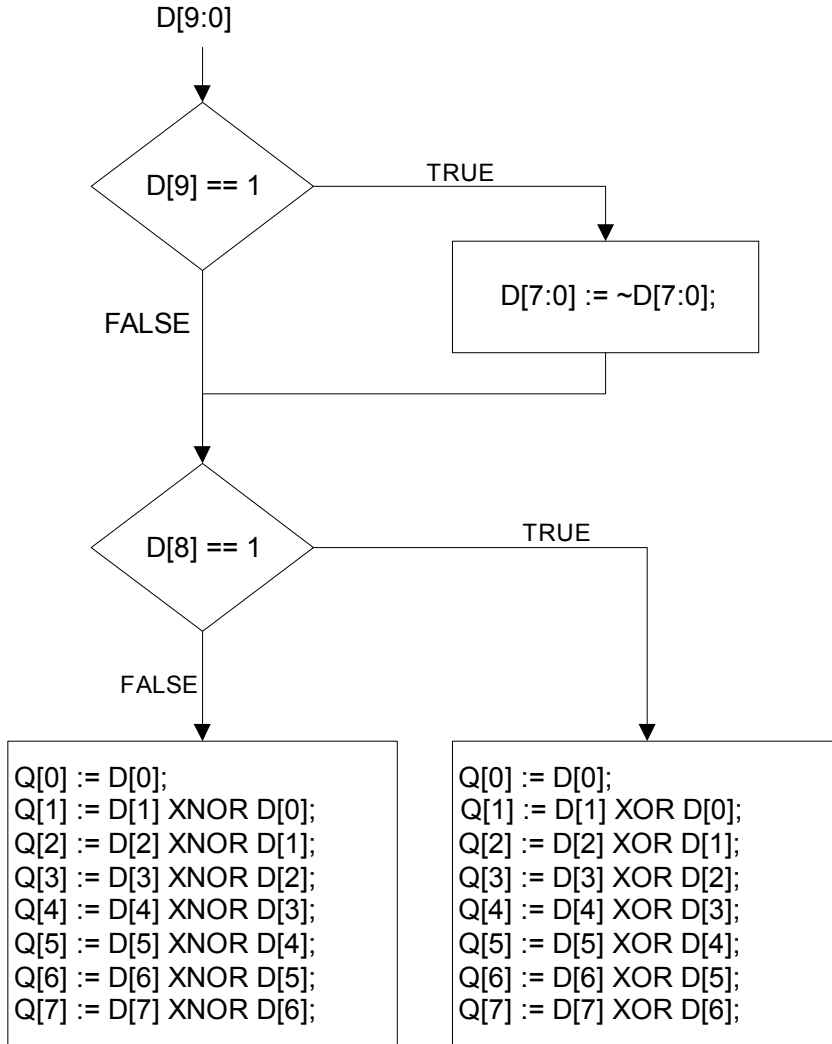 D[9:0]
D[9] == 1
TRUE
D[7:0] := ~D[7:0];
FALSE
D[8] == 1
TRUE
FALSE
Q[0] := D[0];
Q[1] := D[1] XNOR D[0];
Q[2] := D[2] XNOR D[1];
Q[3] := D[3] XNOR D[2];
Q[4] := D[4] XNOR D[3];
Q[5] := D[5] XNOR D[4];
Q[6] := D[6] XNOR D[5];
Q[7] := D[7] XNOR D[6];
Q[0] := D[0];
Q[1] := D[1] XOR D[0];
Q[2] := D[2] XOR D[1];
Q[3] := D[3] XOR D[2];
Q[4] := D[4] XOR D[3];
Q[5] := D[5] XOR D[4];
Q[6] := D[6] XOR D[5];
Q[7] := D[7] XOR D[6];